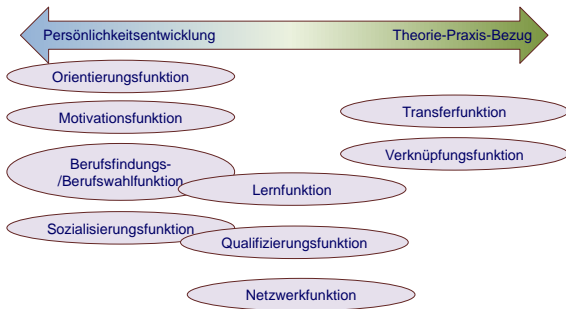 Persönlichkeitsentwicklung
Theorie-Praxis-Bezug
Orientierungsfunktion
Motivationsfunktion
Transferfunktion
Berufsfindungs-
/Berufswahlfunktion
Verknüpfungsfunktion
Lernfunktion
Sozialisierungsfunktion
Qualifizierungsfunktion
Netzwerkfunktion